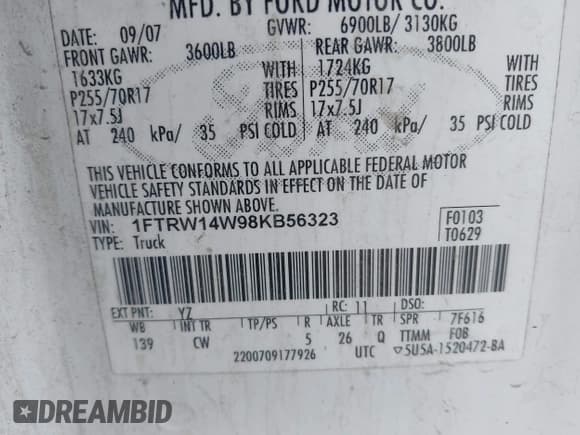 MFD. BY FORD MOTOR CO.
DATE: 09/07 GVWR: 6900LB/ 3130KG
FRONT GAWR: 3600LB REAR GAWR: 3800LB
1633KG WITH 1724KG WITH
P255/70R17 TIRES P255/70R17 TIRES
17x7.5J RIMS 17x7.5J RIMS
AT 240 kPa/ 35 PSI COLD AT 240 kPa/ 35 PSI COLD
THIS VEHICLE CONFORMS TO ALL APPLICABLE FEDERAL MOTOR
VEHICLE SAFETY STANDARDS IN EFFECT ON THE DATE OF
MANUFACTURE SHOWN ABOVE.
VIN: 1FTRW14W98KB56323 F0103
TYPE: Truck T0629
EXT PNT: YZ RC: 11 DSO:
WB INT TR TP/PS R AXLE TR SPR 7F616
139 CW 5 26 Q TTMM FOB
2200709177926 UTC ▽5U5A-1520472-BA
Ford
DREAMBID